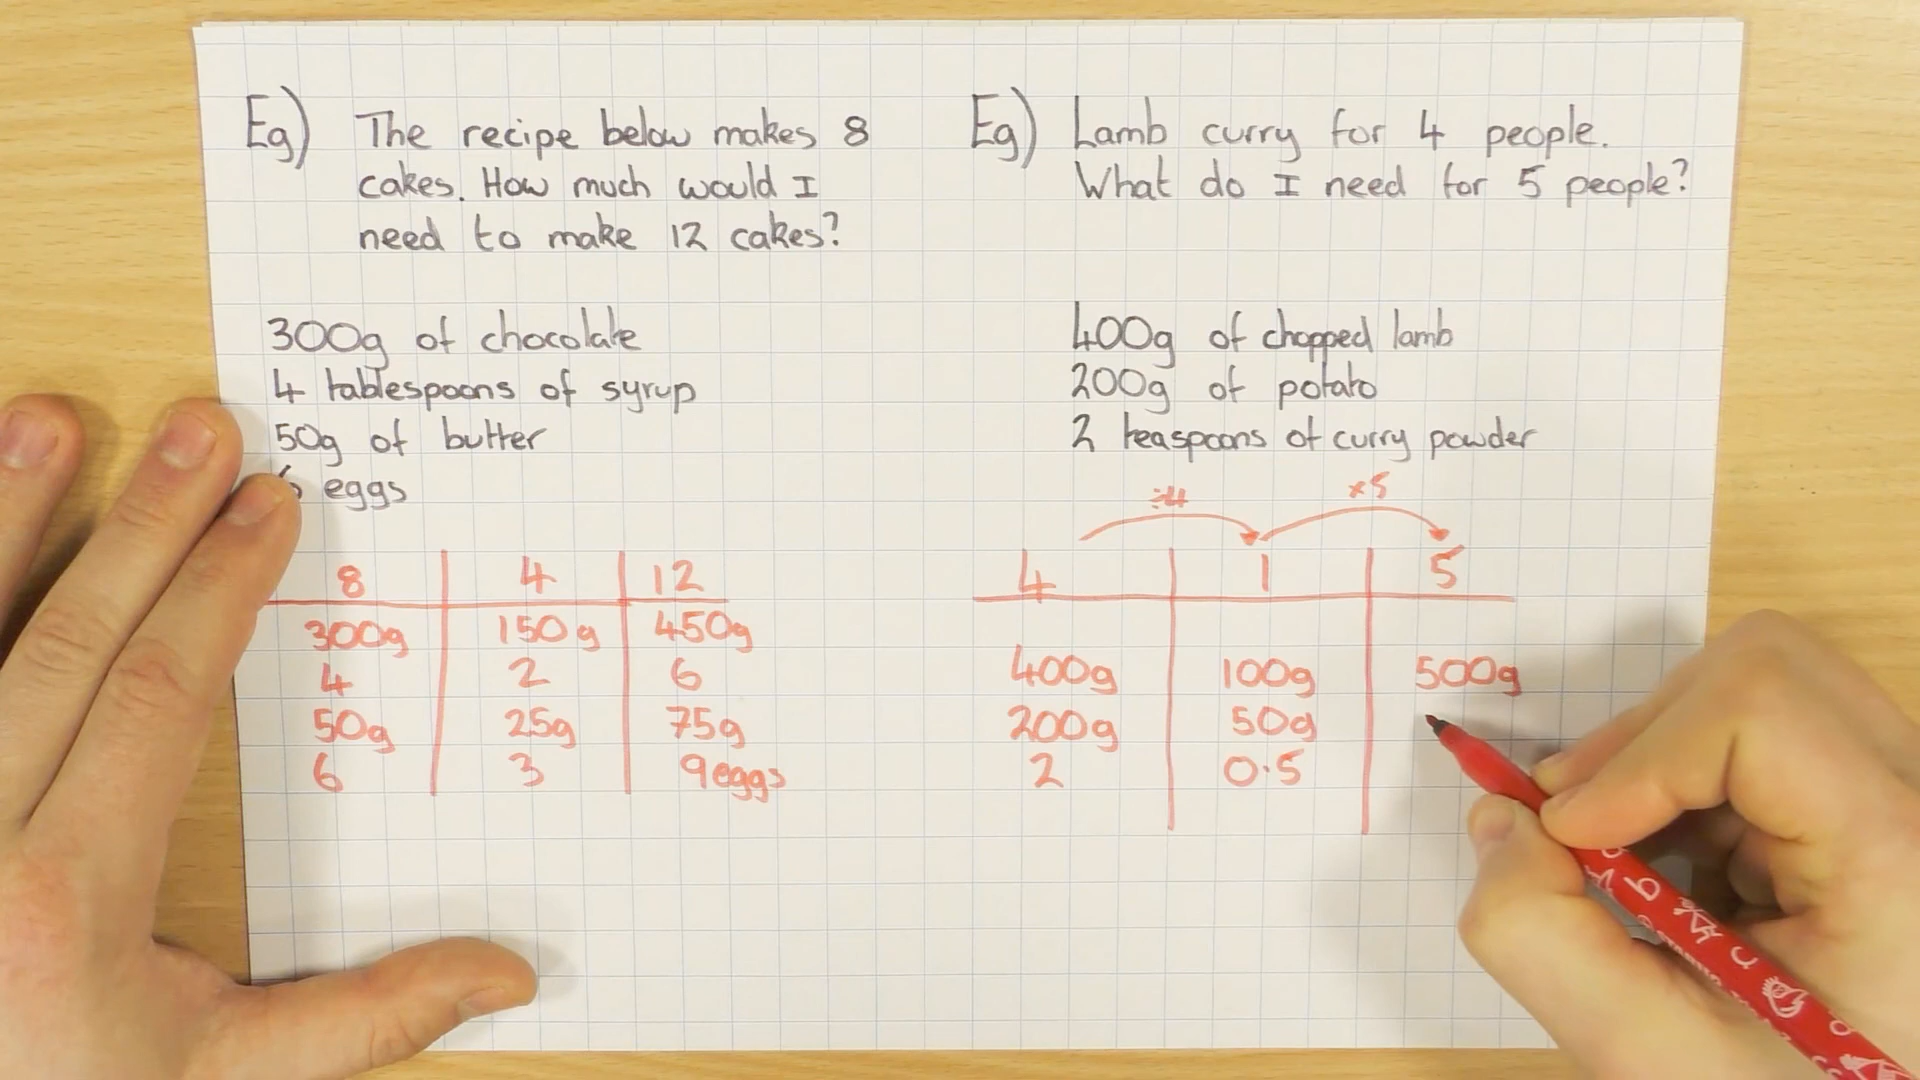 Eg) The recipe below makes 8
cakes. How much would I
need to make 12 cakes?
300g of chocolate
4 tablespoons of syrup
50g of butter
6 eggs
8 4 12
300g 150g 450g
4 2 6
50g 25g 75g
6 3 9eggs
Eg) Lamb curry for 4 people.
What do I need for 5 people?
400g of chopped lamb
200g of potato
2 teaspoons of curry powder
÷4 ×5
4 1 5
400g 100g 500g
200g 50g
2 0.5